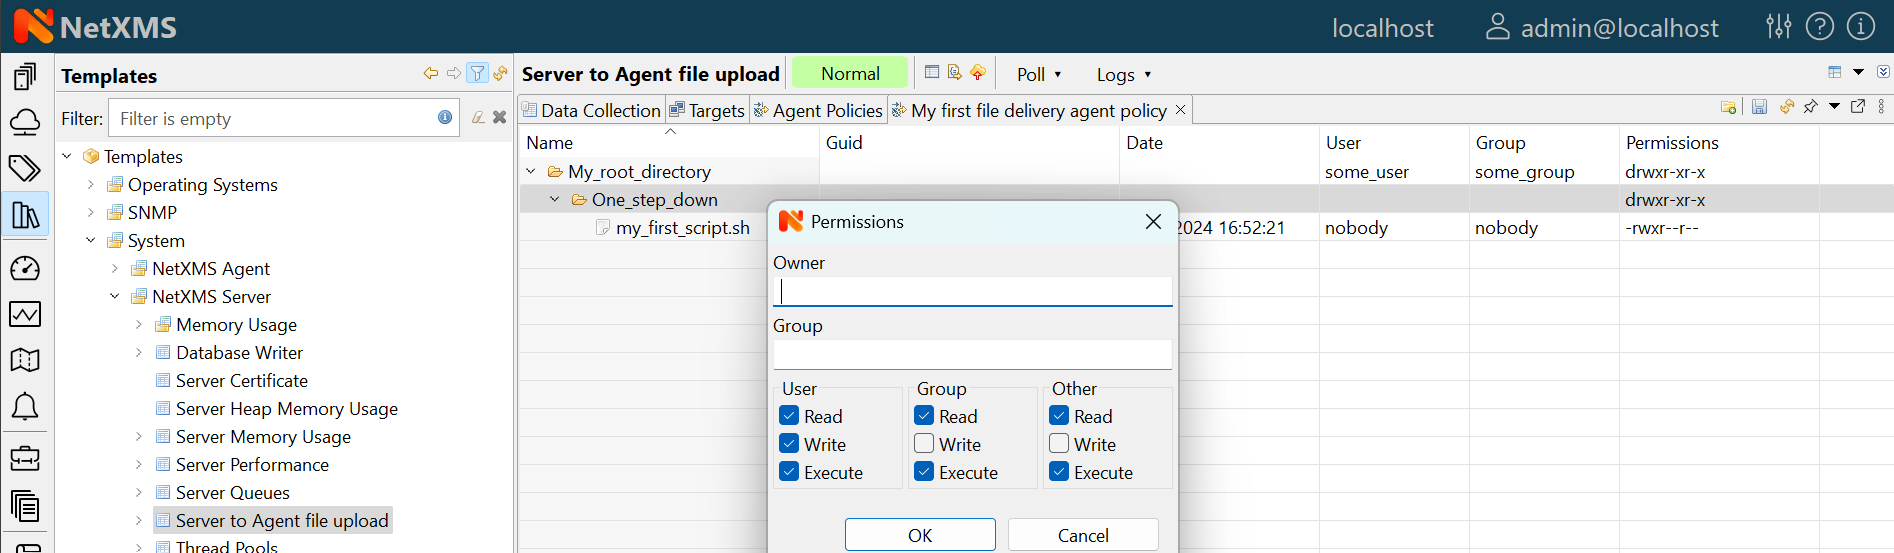 NetXMS
localhost
admin@localhost
Templates
Filter:
Filter is empty
Templates
Operating Systems
SNMP
System
NetXMS Agent
NetXMS Server
Memory Usage
Database Writer
Server Certificate
Server Heap Memory Usage
Server Memory Usage
Server Performance
Server Queues
Server to Agent file upload
Thread Pools
Server to Agent file upload
Normal
Poll
Logs
Data Collection
Targets
Agent Policies
My first file delivery agent policy
Name Guid Date User Group Permissions
My_root_directory some_user some_group drwxr-xr-x
One_step_down drwxr-xr-x
my_first_script.sh 2024 16:52:21 nobody nobody -rwxr--r--
Permissions
Owner
Group
User Group Other
Read Read Read
Write Write Write
Execute Execute Execute
OK Cancel